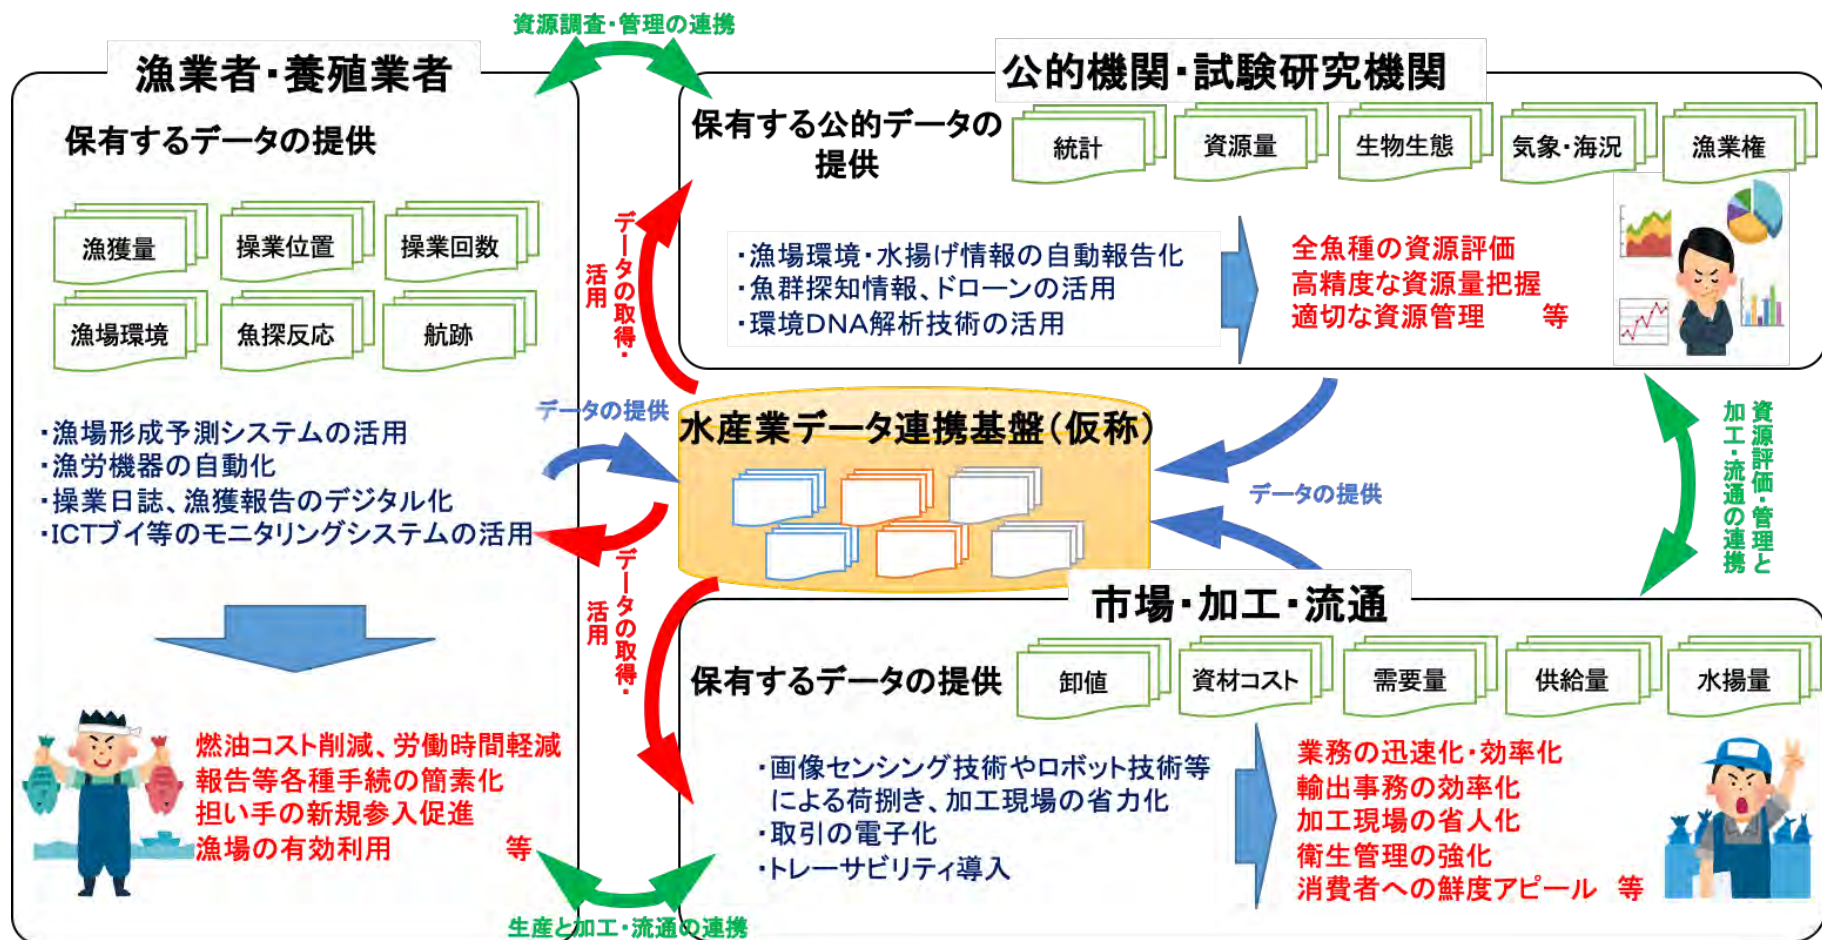 資源調査・管理の連携
漁業者・養殖業者
保有するデータの提供
漁獲量
操業位置
操業回数
漁場環境
魚探反応
航跡
・漁場形成予測システムの活用
・漁労機器の自動化
・操業日誌、漁獲報告のデジタル化
・ICTブイ等のモニタリングシステムの活用
燃油コスト削減、労働時間軽減
報告等各種手続の簡素化
担い手の新規参入促進
漁場の有効利用 等
公的機関・試験研究機関
保有する公的データの
提供
統計
資源量
生物生態
気象・海況
漁業権
・漁場環境・水揚げ情報の自動報告化
・魚群探知情報、ドローンの活用
・環境DNA解析技術の活用
全魚種の資源評価
高精度な資源量把握
適切な資源管理 等
データの取得・
活用
データの提供
水産業データ連携基盤(仮称)
データの提供
データの取得・
活用
資源評価・管理と
加工・流通の連携
市場・加工・流通
保有するデータの提供
卸値
資材コスト
需要量
供給量
水揚量
・画像センシング技術やロボット技術等
による荷捌き、加工現場の省力化
・取引の電子化
・トレーサビリティ導入
業務の迅速化・効率化
輸出事務の効率化
加工現場の省人化
衛生管理の強化
消費者への鮮度アピール 等
生産と加工・流通の連携